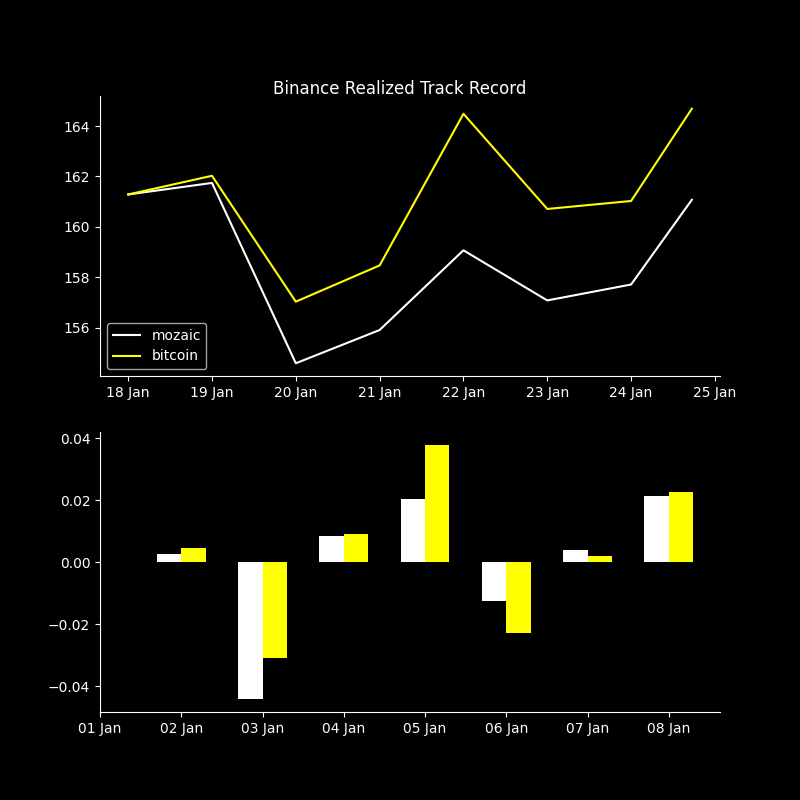 Binance Realized Track Record
164
162
160
158
156
mozaic
bitcoin
18 Jan 19 Jan 20 Jan 21 Jan 22 Jan 23 Jan 24 Jan 25 Jan
0.04
0.02
0.00
−0.02
−0.04
01 Jan 02 Jan 03 Jan 04 Jan 05 Jan 06 Jan 07 Jan 08 Jan